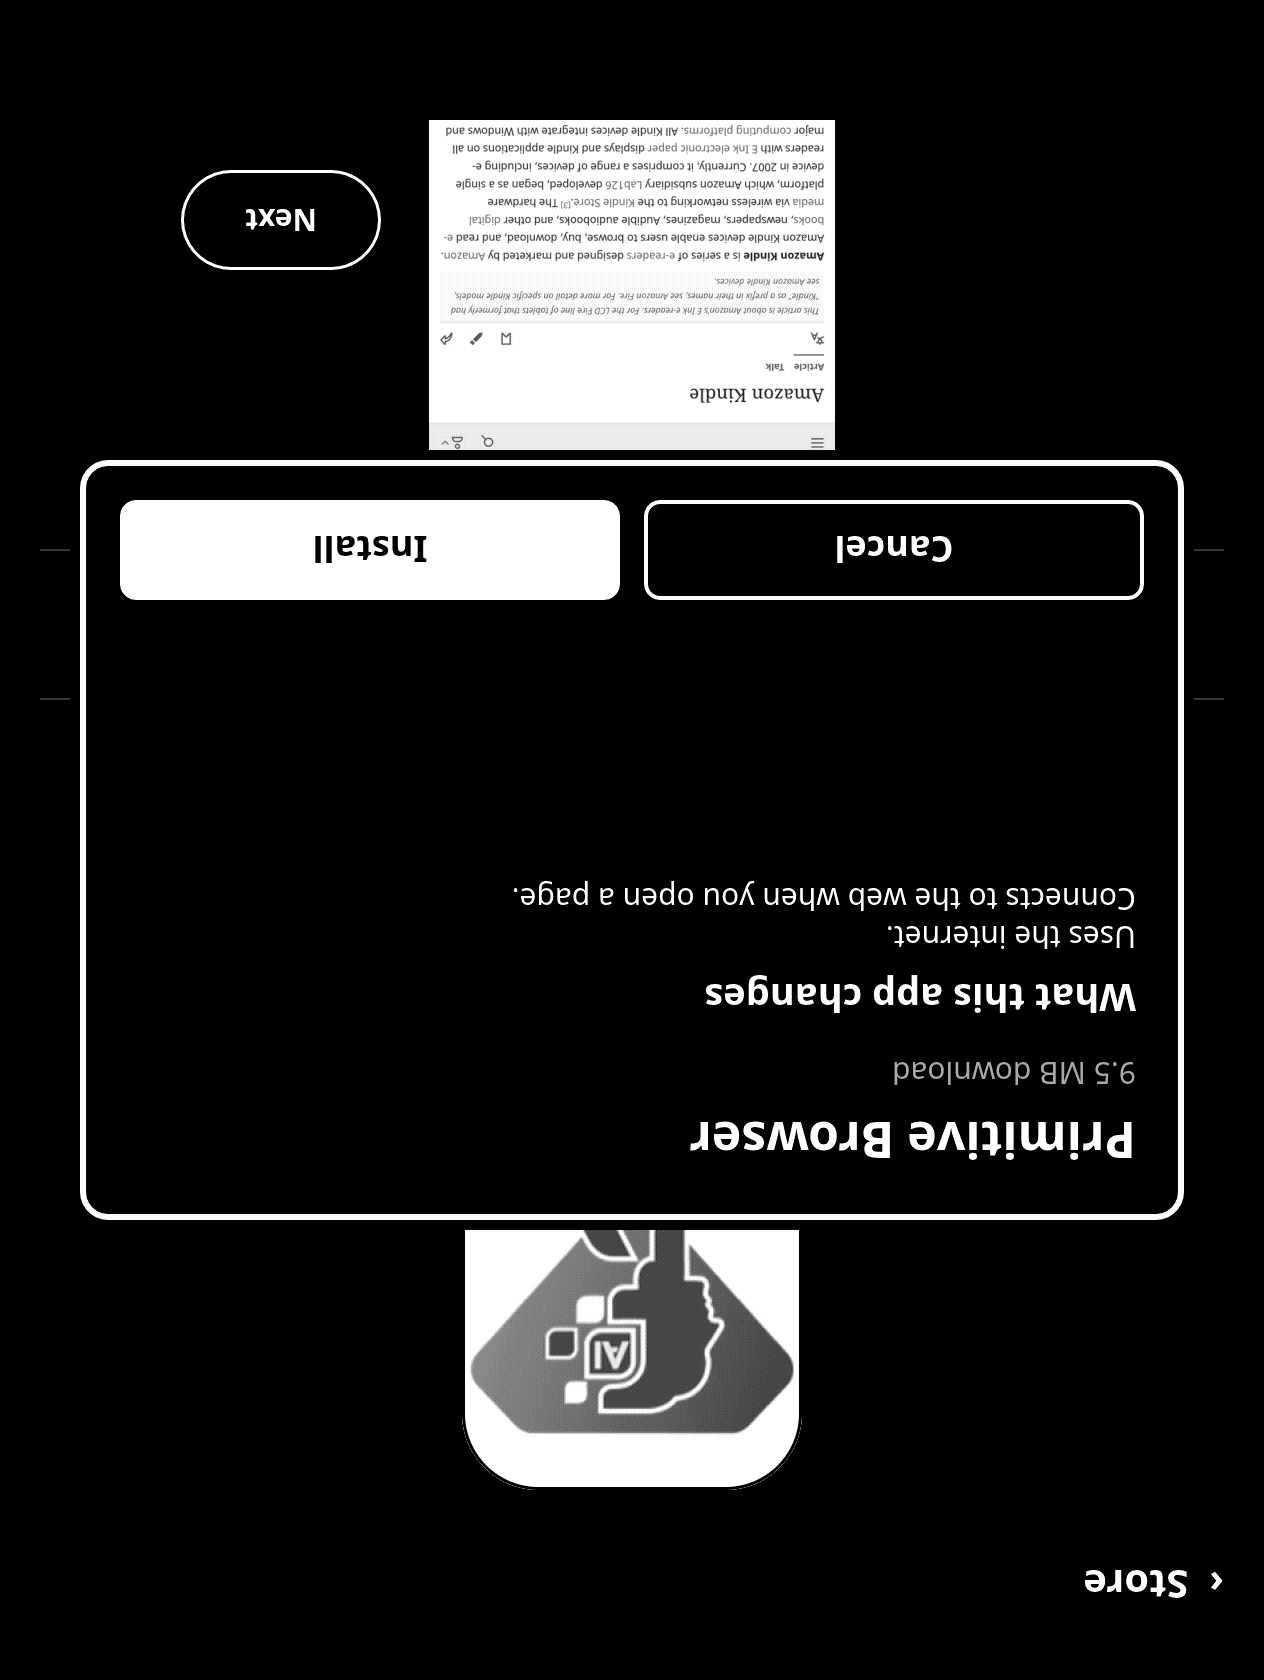 ‹ Store
AI
Primitive Browser
9.5 MB download
What this app changes
Uses the internet.
Connects to the web when you open a page.
Cancel
Install
Amazon Kindle
Article Talk
This article is about Amazon's E Ink e-readers. For the LCD Fire line of tablets that formerly had
"Kindle" as a prefix in their names, see Amazon Fire. For more detail on specific Kindle models,
see Amazon Kindle devices.
Amazon Kindle is a series of e-readers designed and marketed by Amazon.
Amazon Kindle devices enable users to browse, buy, download, and read e-
books, newspapers, magazines, Audible audiobooks, and other digital
media via wireless networking to the Kindle Store.[3] The hardware
platform, which Amazon subsidiary Lab126 developed, began as a single
device in 2007. Currently, it comprises a range of devices, including e-
readers with E Ink electronic paper displays and Kindle applications on all
major computing platforms. All Kindle devices integrate with Windows and
Next